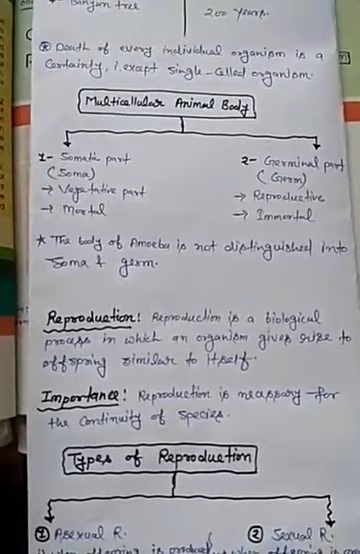 Banyan tree
200 years.
* Death of every individual organism is a
Certainty, i.except single-celled organism.
Multicellular Animal Body
1- Somatic part
(Soma)
→ Vegetative part
→ Mortal
2- Germinal part
(Germ)
→ Reproductive
→ Immortal
* The body of Amoeba is not distinguished into
Soma & germ.
Reproduction! Reproduction is a biological
process in which an organism gives rise to
offspring similar to itself.
Importance! Reproduction is necessary for
the continuity of species.
Types of Reproduction
① Asexual R.
② Sexual R.